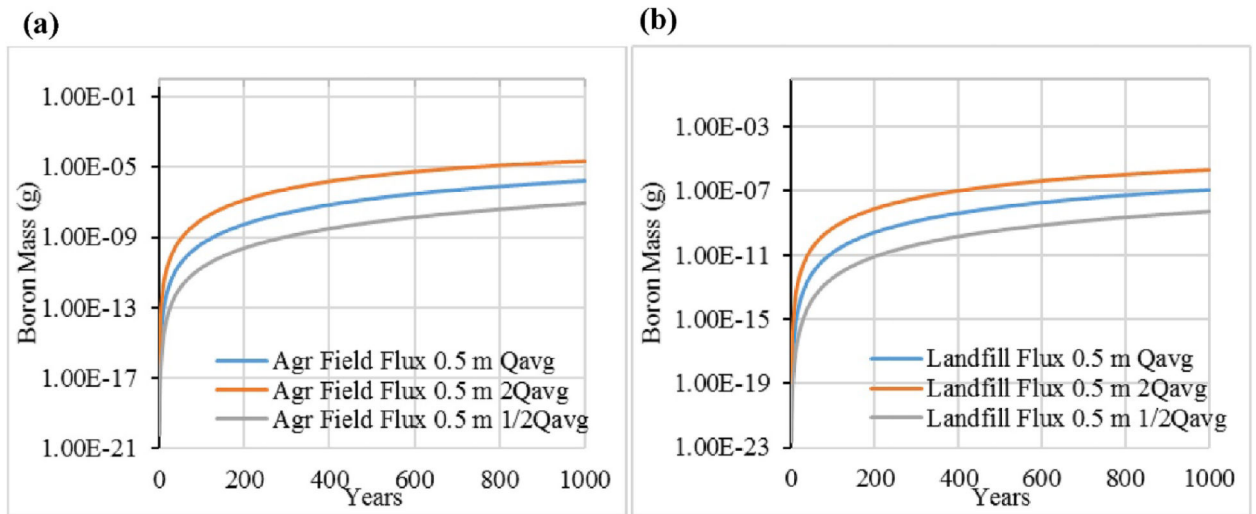 (a)
Boron Mass (g)
1.00E-01
1.00E-05
1.00E-09
1.00E-13
1.00E-17
1.00E-21
Agr Field Flux 0.5 m Qavg
Agr Field Flux 0.5 m 2Qavg
Agr Field Flux 0.5 m 1/2Qavg
0 200 400 600 800 1000
Years
(b)
Boron Mass (g)
1.00E-03
1.00E-07
1.00E-11
1.00E-15
1.00E-19
1.00E-23
Landfill Flux 0.5 m Qavg
Landfill Flux 0.5 m 2Qavg
Landfill Flux 0.5 m 1/2Qavg
0 200 400 600 800 1000
Years